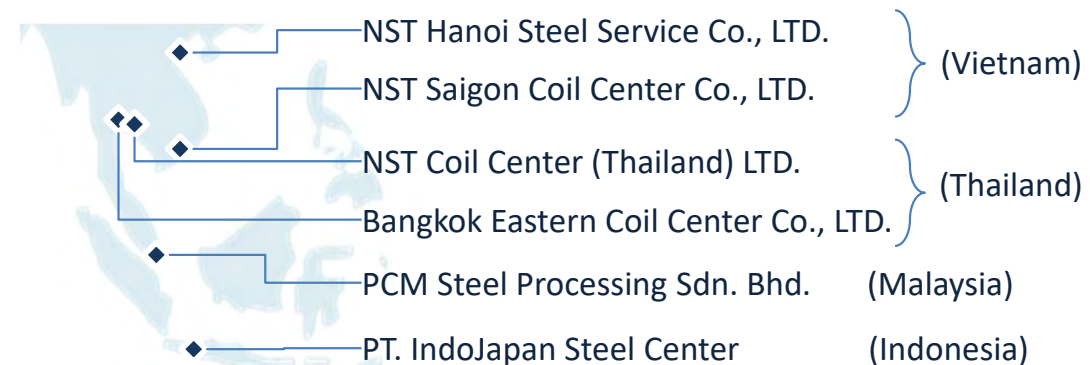 NST Hanoi Steel Service Co., LTD.
(Vietnam)
NST Saigon Coil Center Co., LTD.
NST Coil Center (Thailand) LTD.
(Thailand)
Bangkok Eastern Coil Center Co., LTD.
PCM Steel Processing Sdn. Bhd. (Malaysia)
PT. IndoJapan Steel Center (Indonesia)